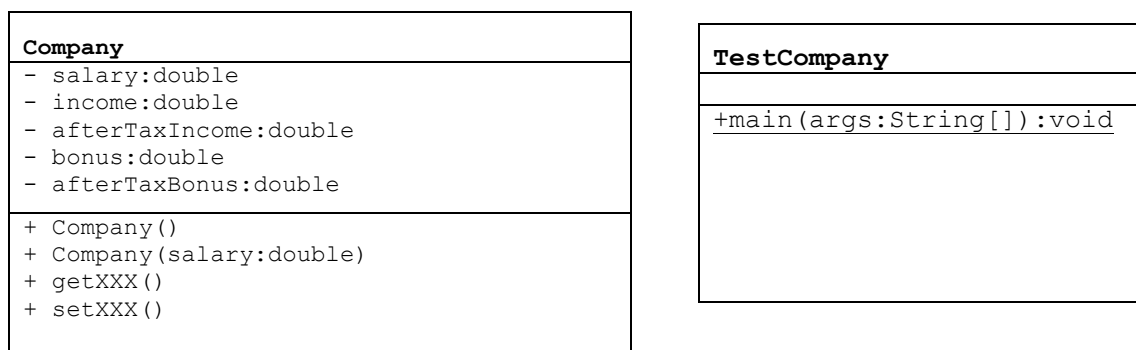 Company
- salary:double
- income:double
- afterTaxIncome:double
- bonus:double
- afterTaxBonus:double
+ Company()
+ Company(salary:double)
+ getXXX()
+ setXXX()
TestCompany
+main(args:String[]):void